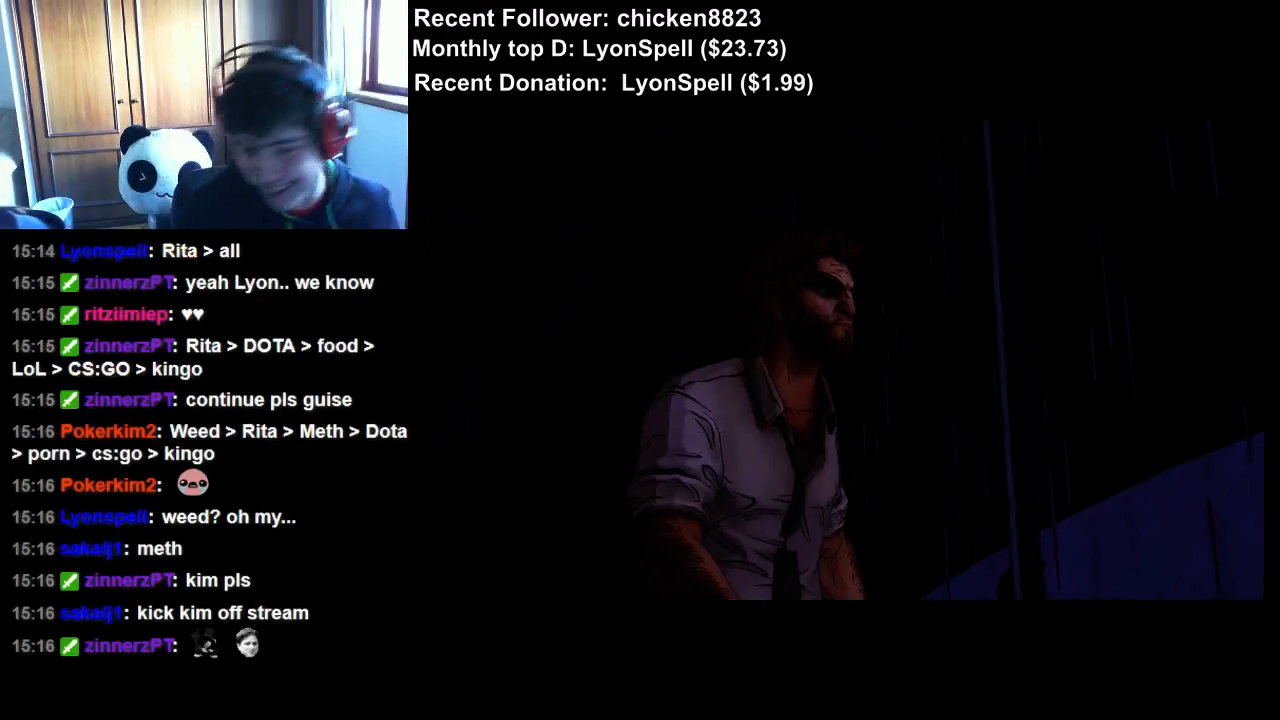 Recent Follower: chicken8823
Monthly top D: LyonSpell ($23.73)
Recent Donation: LyonSpell ($1.99)
15:14 Lyonspell: Rita > all
15:15 zinnerzPT: yeah Lyon.. we know
15:15 ritziimiep: ♥♥
15:15 zinnerzPT: Rita > DOTA > food >
LoL > CS:GO > kingo
15:15 zinnerzPT: continue pls guise
15:16 Pokerkim2: Weed > Rita > Meth > Dota
> porn > cs:go > kingo
15:16 Pokerkim2:
15:16 Lyonspell: weed? oh my...
15:16 sakalj1: meth
15:16 zinnerzPT: kim pls
15:16 sakalj1: kick kim off stream
15:16 zinnerzPT: